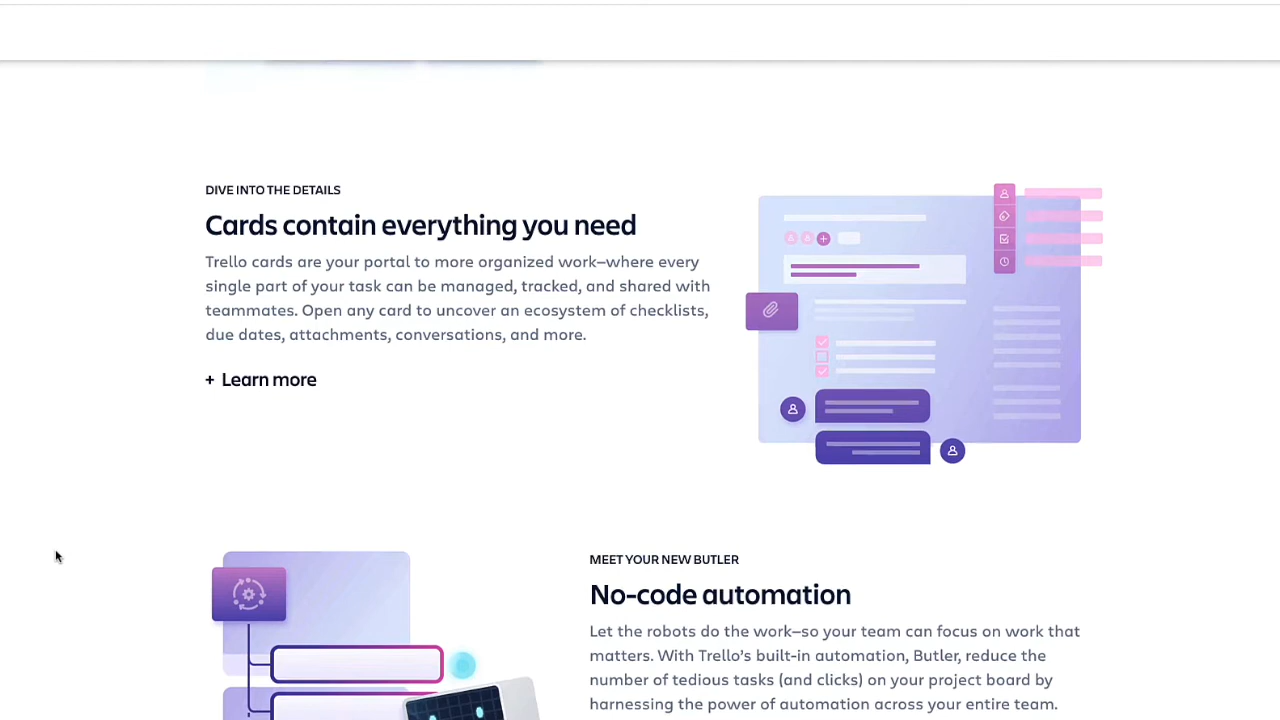 DIVE INTO THE DETAILS
Cards contain everything you need
Trello cards are your portal to more organized work—where every
single part of your task can be managed, tracked, and shared with
teammates. Open any card to uncover an ecosystem of checklists,
due dates, attachments, conversations, and more.
+ Learn more
MEET YOUR NEW BUTLER
No-code automation
Let the robots do the work—so your team can focus on work that
matters. With Trello’s built-in automation, Butler, reduce the
number of tedious tasks (and clicks) on your project board by
harnessing the power of automation across your entire team.